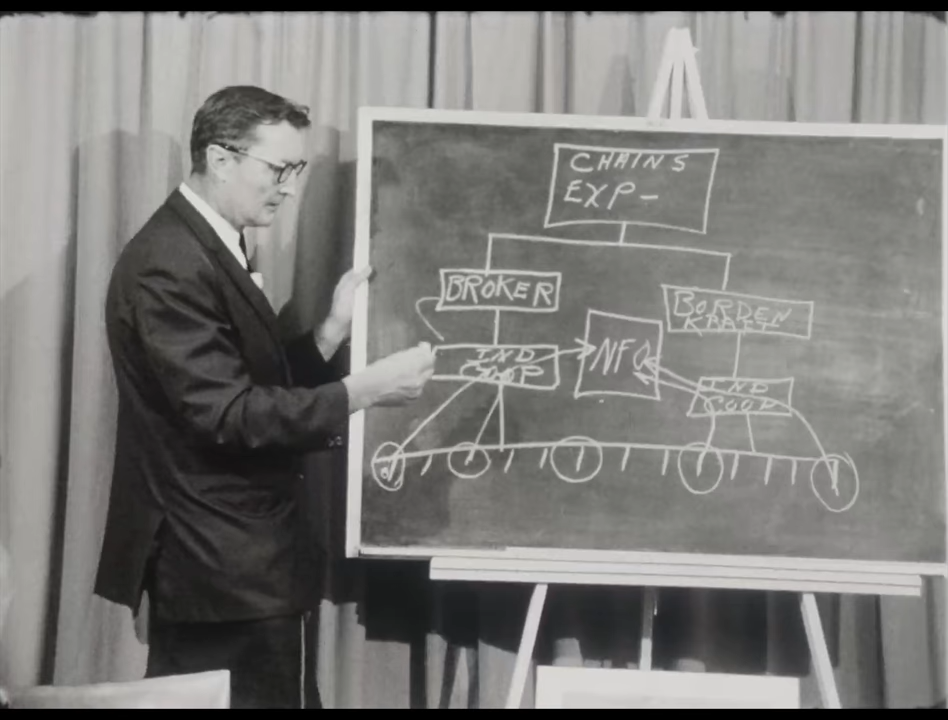 CHAINS
EXP-
BROKER
BORDEN
KRAFT
IND
COOP
NFO
IND
COOP